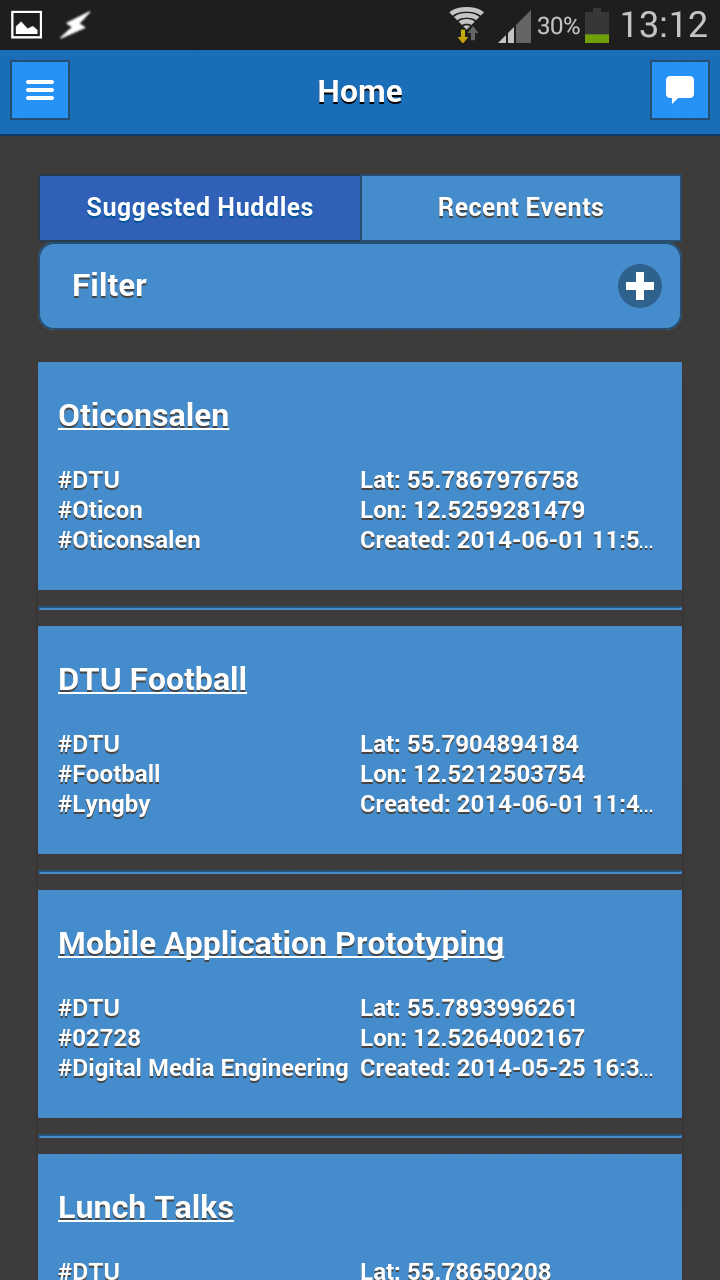 30% 13:12
Home
Suggested Huddles Recent Events
Filter
Oticonsalen
#DTU Lat: 55.7867976758
#Oticon Lon: 12.5259281479
#Oticonsalen Created: 2014-06-01 11:5...
DTU Football
#DTU Lat: 55.7904894184
#Football Lon: 12.5212503754
#Lyngby Created: 2014-06-01 11:4...
Mobile Application Prototyping
#DTU Lat: 55.7893996261
#02728 Lon: 12.5264002167
#Digital Media Engineering Created: 2014-05-25 16:3...
Lunch Talks
#DTU Lat: 55.78650208